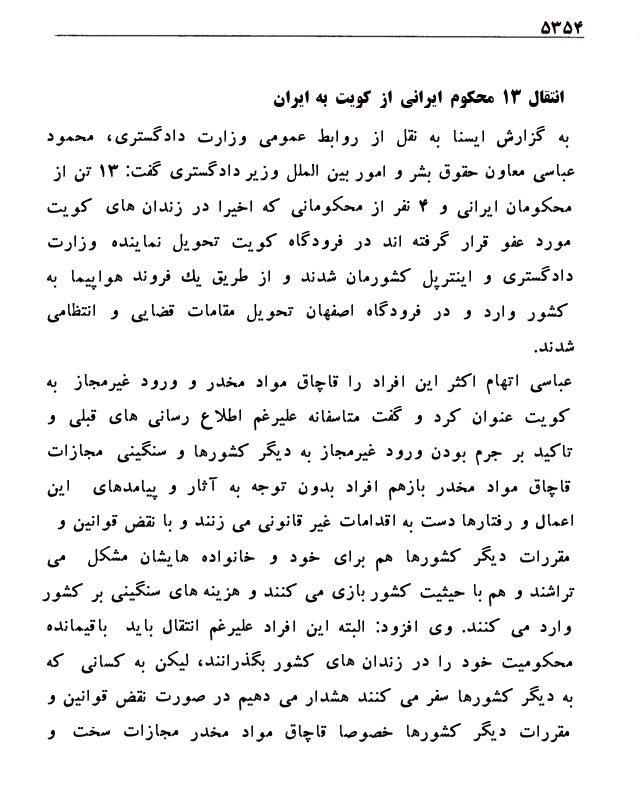 ۵۳۵۴
انتقال ۱۳ محکوم ایرانی از کویت به ایران
به گزارش ایسنا به نقل از روابط عمومی وزارت دادگستری، محمود
عباسی معاون حقوق بشر و امور بین الملل وزیر دادگستری گفت: ۱۳ تن از
محکومان ایرانی و ۴ نفر از محکومانی که اخیرا در زندان های کویت
مورد عفو قرار گرفته اند در فرودگاه کویت تحویل نماینده وزارت
دادگستری و اینترپل کشورمان شدند و از طریق یك فروند هواپیما به
کشور وارد و در فرودگاه اصفهان تحویل مقامات قضایی و انتظامی
شدند.
عباسی اتهام اکثر این افراد را قاچاق مواد مخدر و ورود غیرمجاز به
کویت عنوان کرد و گفت متاسفانه علیرغم اطلاع رسانی های قبلی و
تاکید بر جرم بودن ورود غیرمجاز به دیگر کشورها و سنگینی مجازات
قاچاق مواد مخدر بازهم افراد بدون توجه به آثار و پیامدهای این
اعمال و رفتارها دست به اقدامات غیر قانونی می زنند و با نقض قوانین و
مقررات دیگر کشورها هم برای خود و خانواده هایشان مشکل می
تراشند و هم با حیثیت کشور بازی می کنند و هزینه های سنگینی بر کشور
وارد می کنند. وی افزود: البته این افراد علیرغم انتقال باید باقیمانده
محکومیت خود را در زندان های کشور بگذرانند، لیکن به کسانی که
به دیگر کشورها سفر می کنند هشدار می دهیم در صورت نقض قوانین و
مقررات دیگر کشورها خصوصا قاچاق مواد مخدر مجازات سخت و